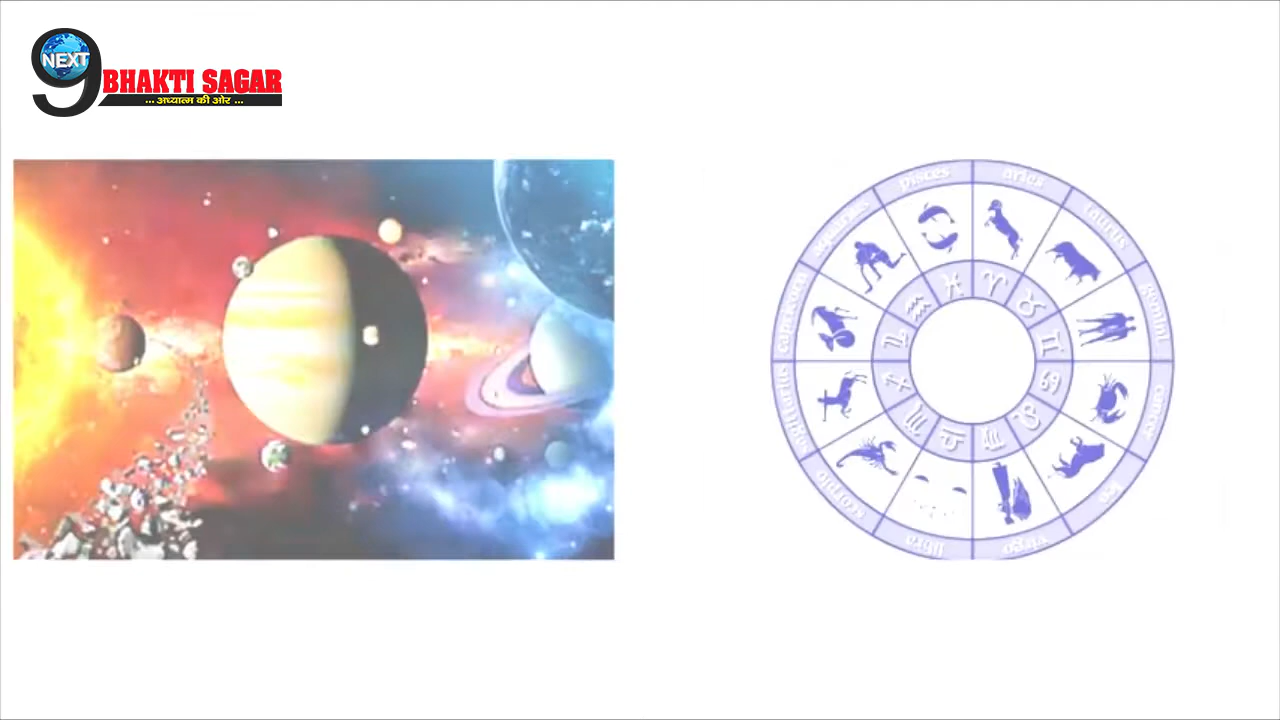 NEXT
9
BHAKTI SAGAR
... अध्यात्म की ओर ...
pisces
aries
taurus
gemini
cancer
leo
virgo
libra
scorpio
sagittarius
capricorn
aquarius